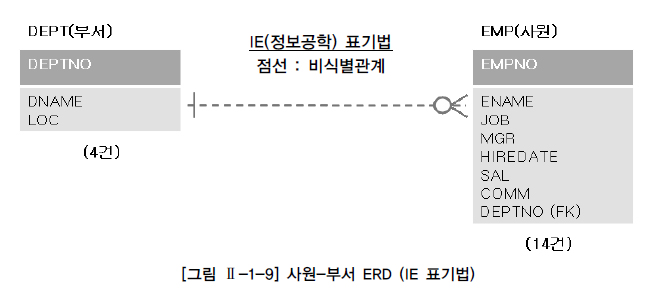 DEPT(부서)
DEPTNO
DNAME
LOC
(4건)
IE(정보공학) 표기법
점선 : 비식별관계
EMP(사원)
EMPNO
ENAME
JOB
MGR
HIREDATE
SAL
COMM
DEPTNO (FK)
(14건)
[그림 Ⅱ-1-9] 사원-부서 ERD (IE 표기법)